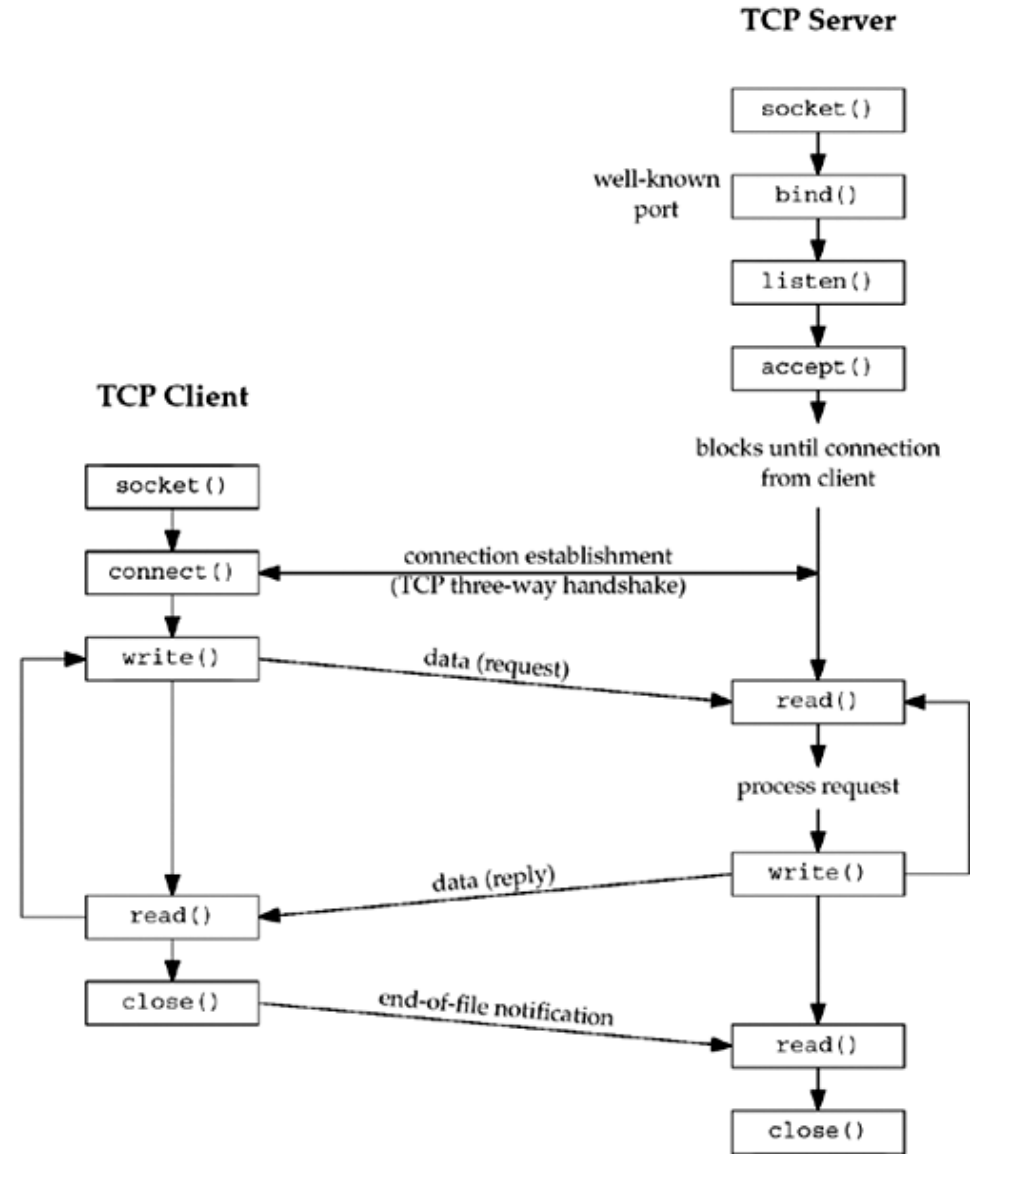 TCP Server
socket()
well-known
port
bind()
listen()
accept()
blocks until connection
from client
TCP Client
socket()
connect()
connection establishment
(TCP three-way handshake)
write()
data (request)
read()
process request
write()
data (reply)
read()
close()
end-of-file notification
read()
close()